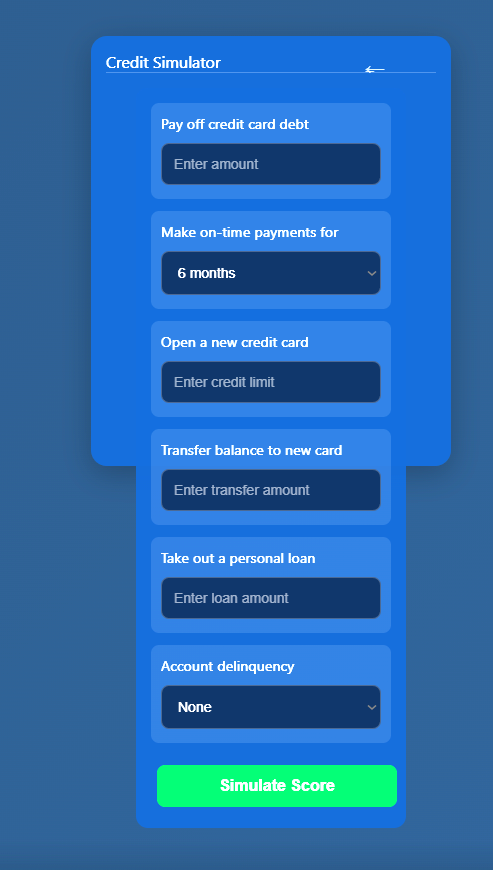 Credit Simulator ←
Pay off credit card debt
Enter amount
Make on-time payments for
6 months
Open a new credit card
Enter credit limit
Transfer balance to new card
Enter transfer amount
Take out a personal loan
Enter loan amount
Account delinquency
None
Simulate Score